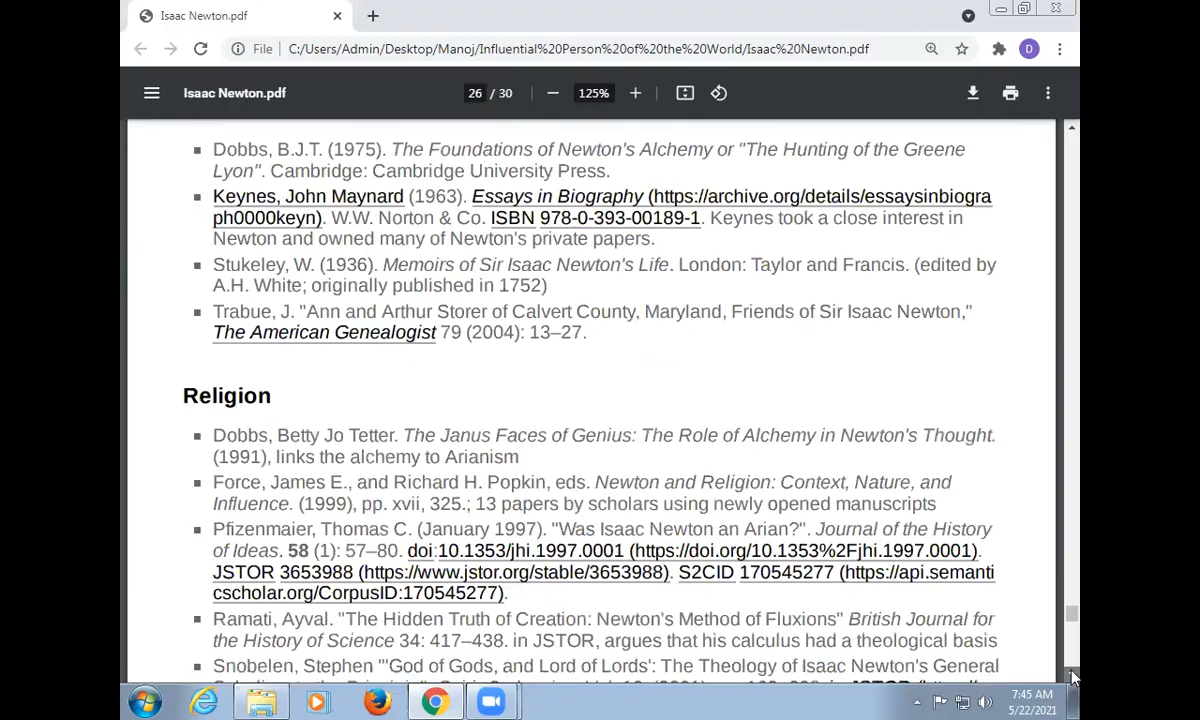 Isaac Newton.pdf
File | C:/Users/Admin/Desktop/Manoj/Influential%20Person%20of%20the%20World/Isaac%20Newton.pdf
D
Isaac Newton.pdf
26 / 30
125%
Dobbs, B.J.T. (1975). The Foundations of Newton's Alchemy or "The Hunting of the Greene
Lyon". Cambridge: Cambridge University Press.
Keynes, John Maynard (1963). Essays in Biography (https://archive.org/details/essaysinbiogra
ph0000keyn). W.W. Norton & Co. ISBN 978-0-393-00189-1. Keynes took a close interest in
Newton and owned many of Newton's private papers.
Stukeley, W. (1936). Memoirs of Sir Isaac Newton's Life. London: Taylor and Francis. (edited by
A.H. White; originally published in 1752)
Trabue, J. "Ann and Arthur Storer of Calvert County, Maryland, Friends of Sir Isaac Newton,"
The American Genealogist 79 (2004): 13–27.
Religion
Dobbs, Betty Jo Tetter. The Janus Faces of Genius: The Role of Alchemy in Newton's Thought.
(1991), links the alchemy to Arianism
Force, James E., and Richard H. Popkin, eds. Newton and Religion: Context, Nature, and
Influence. (1999), pp. xvii, 325.; 13 papers by scholars using newly opened manuscripts
Pfizenmaier, Thomas C. (January 1997). "Was Isaac Newton an Arian?". Journal of the History
of Ideas. 58 (1): 57–80. doi:10.1353/jhi.1997.0001 (https://doi.org/10.1353%2Fjhi.1997.0001).
JSTOR 3653988 (https://www.jstor.org/stable/3653988). S2CID 170545277 (https://api.semanti
cscholar.org/CorpusID:170545277).
Ramati, Ayval. "The Hidden Truth of Creation: Newton's Method of Fluxions" British Journal for
the History of Science 34: 417–438. in JSTOR, argues that his calculus had a theological basis
Snobelen, Stephen "'God of Gods, and Lord of Lords': The Theology of Isaac Newton's General
7:45 AM
5/22/2021